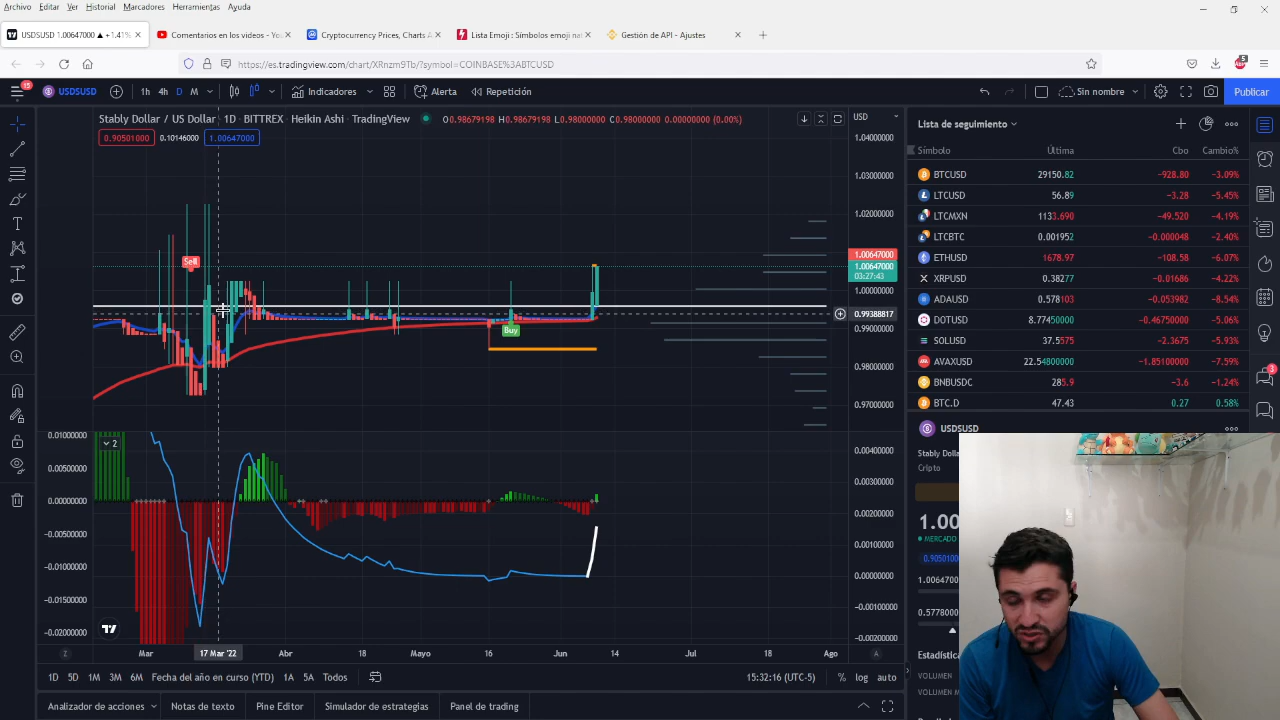 Archivo Editar Ver Historial Marcadores Herramientas Ayuda
USDSUSD 1.00647000 ▲ +1.41%
Comentarios en los videos - Yo
Cryptocurrency Prices, Charts A
Lista Emoji : Símbolos emoji na
Gestión de API - Ajustes
https://es.tradingview.com/chart/XRnzm9Tb/?symbol=COINBASE%3ABTCUSD
5
15
USDSUSD 1h 4h D M Indicadores Alerta Repetición Sin nombre Publicar
Stably Dollar / US Dollar · 1D · BITTREX · Heikin Ashi · TradingView
O0.98679198 H0.98679198 L0.98000000 C0.98000000 0.00000000 (0.00%)
USD
0.90501000 0.10146000 1.00647000
1.04000000
1.03000000
1.02000000
1.00647000
1.00647000
03:27:43
1.00000000
0.99388817
0.99000000
0.98000000
0.97000000
Sell
Buy
2
0.01000000
0.00500000
0.00000000
−0.00500000
−0.01000000
−0.01500000
−0.02000000
0.00400000
0.00300000
0.00200000
0.00100000
0.00000000
−0.00100000
−0.00200000
Z Mar 17 Mar '22 Abr 18 Mayo 16 Jun 14 Jul 18 Ago A
1D 5D 1M 3M 6M Fecha del año en curso (YTD) 1A 5A Todos
15:32:16 (UTC-5) % log auto
Analizador de acciones Notas de texto Pine Editor Simulador de estrategias Panel de trading
Lista de seguimiento
Símbolo Última Cbo Cambio%
BTCUSD 29150.82 −928.80 −3.09%
LTCUSD 56.89 −3.28 −5.45%
LTCMXN 1133.690 −49.520 −4.19%
LTCBTC 0.001952 −0.000048 −2.40%
ETHUSD 1678.97 −108.58 −6.07%
XRPUSD 0.38277 −0.01686 −4.22%
ADAUSD 0.578103 −0.053982 −8.54%
DOTUSD 8.77450000 −0.46750000 −5.06%
SOLUSD 37.5575 −2.3675 −5.93%
AVAXUSD 22.54800000 −1.85100000 −7.59%
BNBUSDC 285.9 −3.6 −1.24%
BTC.D 47.43 0.27 0.58%
3
USDSUSD
Stably Dolla
Cripto
1.00
MERCADO
0.90501000
1.00647000
0.5778000
Estadística
VOLUMEN
VOLUMEN M